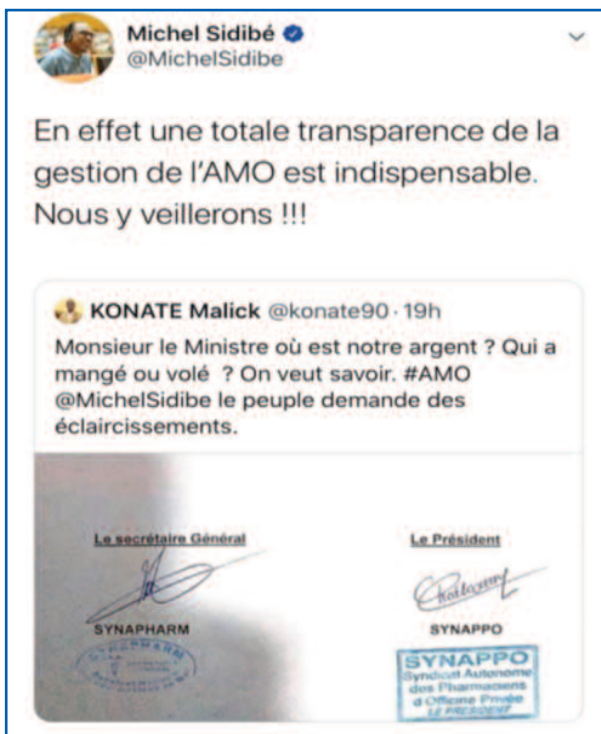 Michel Sidibé
@MichelSidibe
En effet une totale transparence de la
gestion de l'AMO est indispensable.
Nous y veillerons !!!
KONATE Malick @konate90 · 19h
Monsieur le Ministre où est notre argent ? Qui a
mangé ou volé ? On veut savoir. #AMO
@MichelSidibe le peuple demande des
éclaircissements.
Le secrétaire Général
Le Président
SYNAPHARM
SYNAPPO
SYNAPHARM
SYNAPPO
Syndicat Autonome
des Pharmaciens
d'Officine Privée
LE PRESIDENT